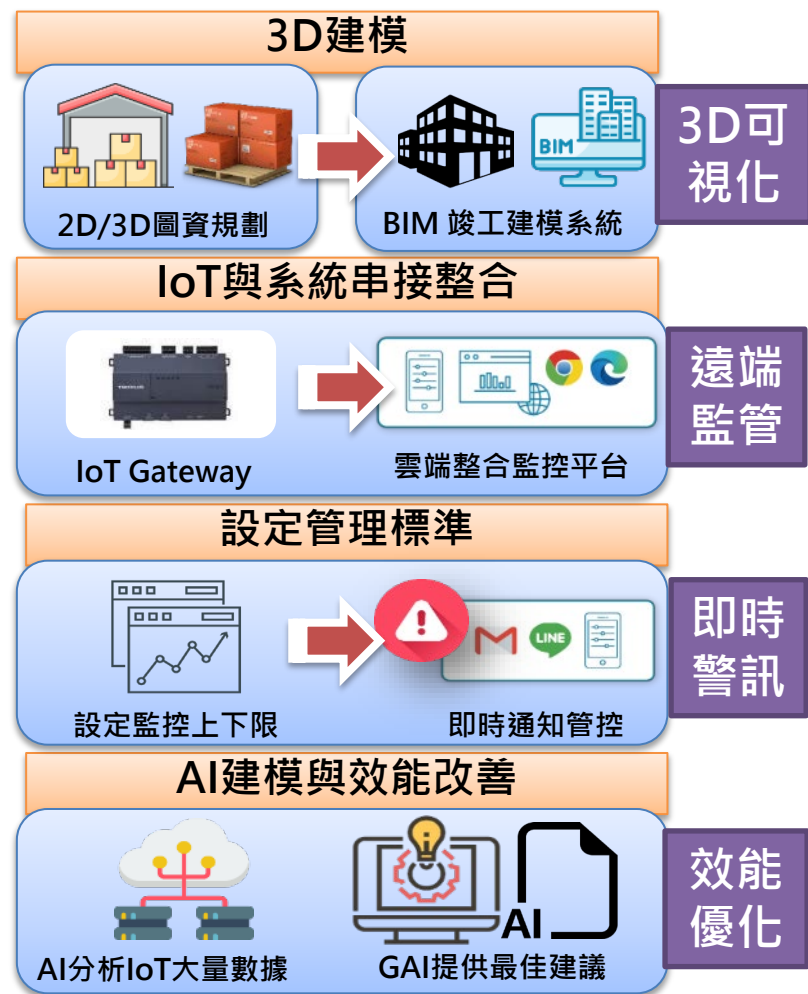 3D建模
2D/3D圖資規劃
BIM
BIM 竣工建模系統
3D可
視化
IoT與系統串接整合
IoT Gateway
雲端整合監控平台
遠端
監管
設定管理標準
設定監控上下限
LINE
即時通知管控
即時
警訊
AI建模與效能改善
AI分析IoT大量數據
AI
GAI提供最佳建議
效能
優化